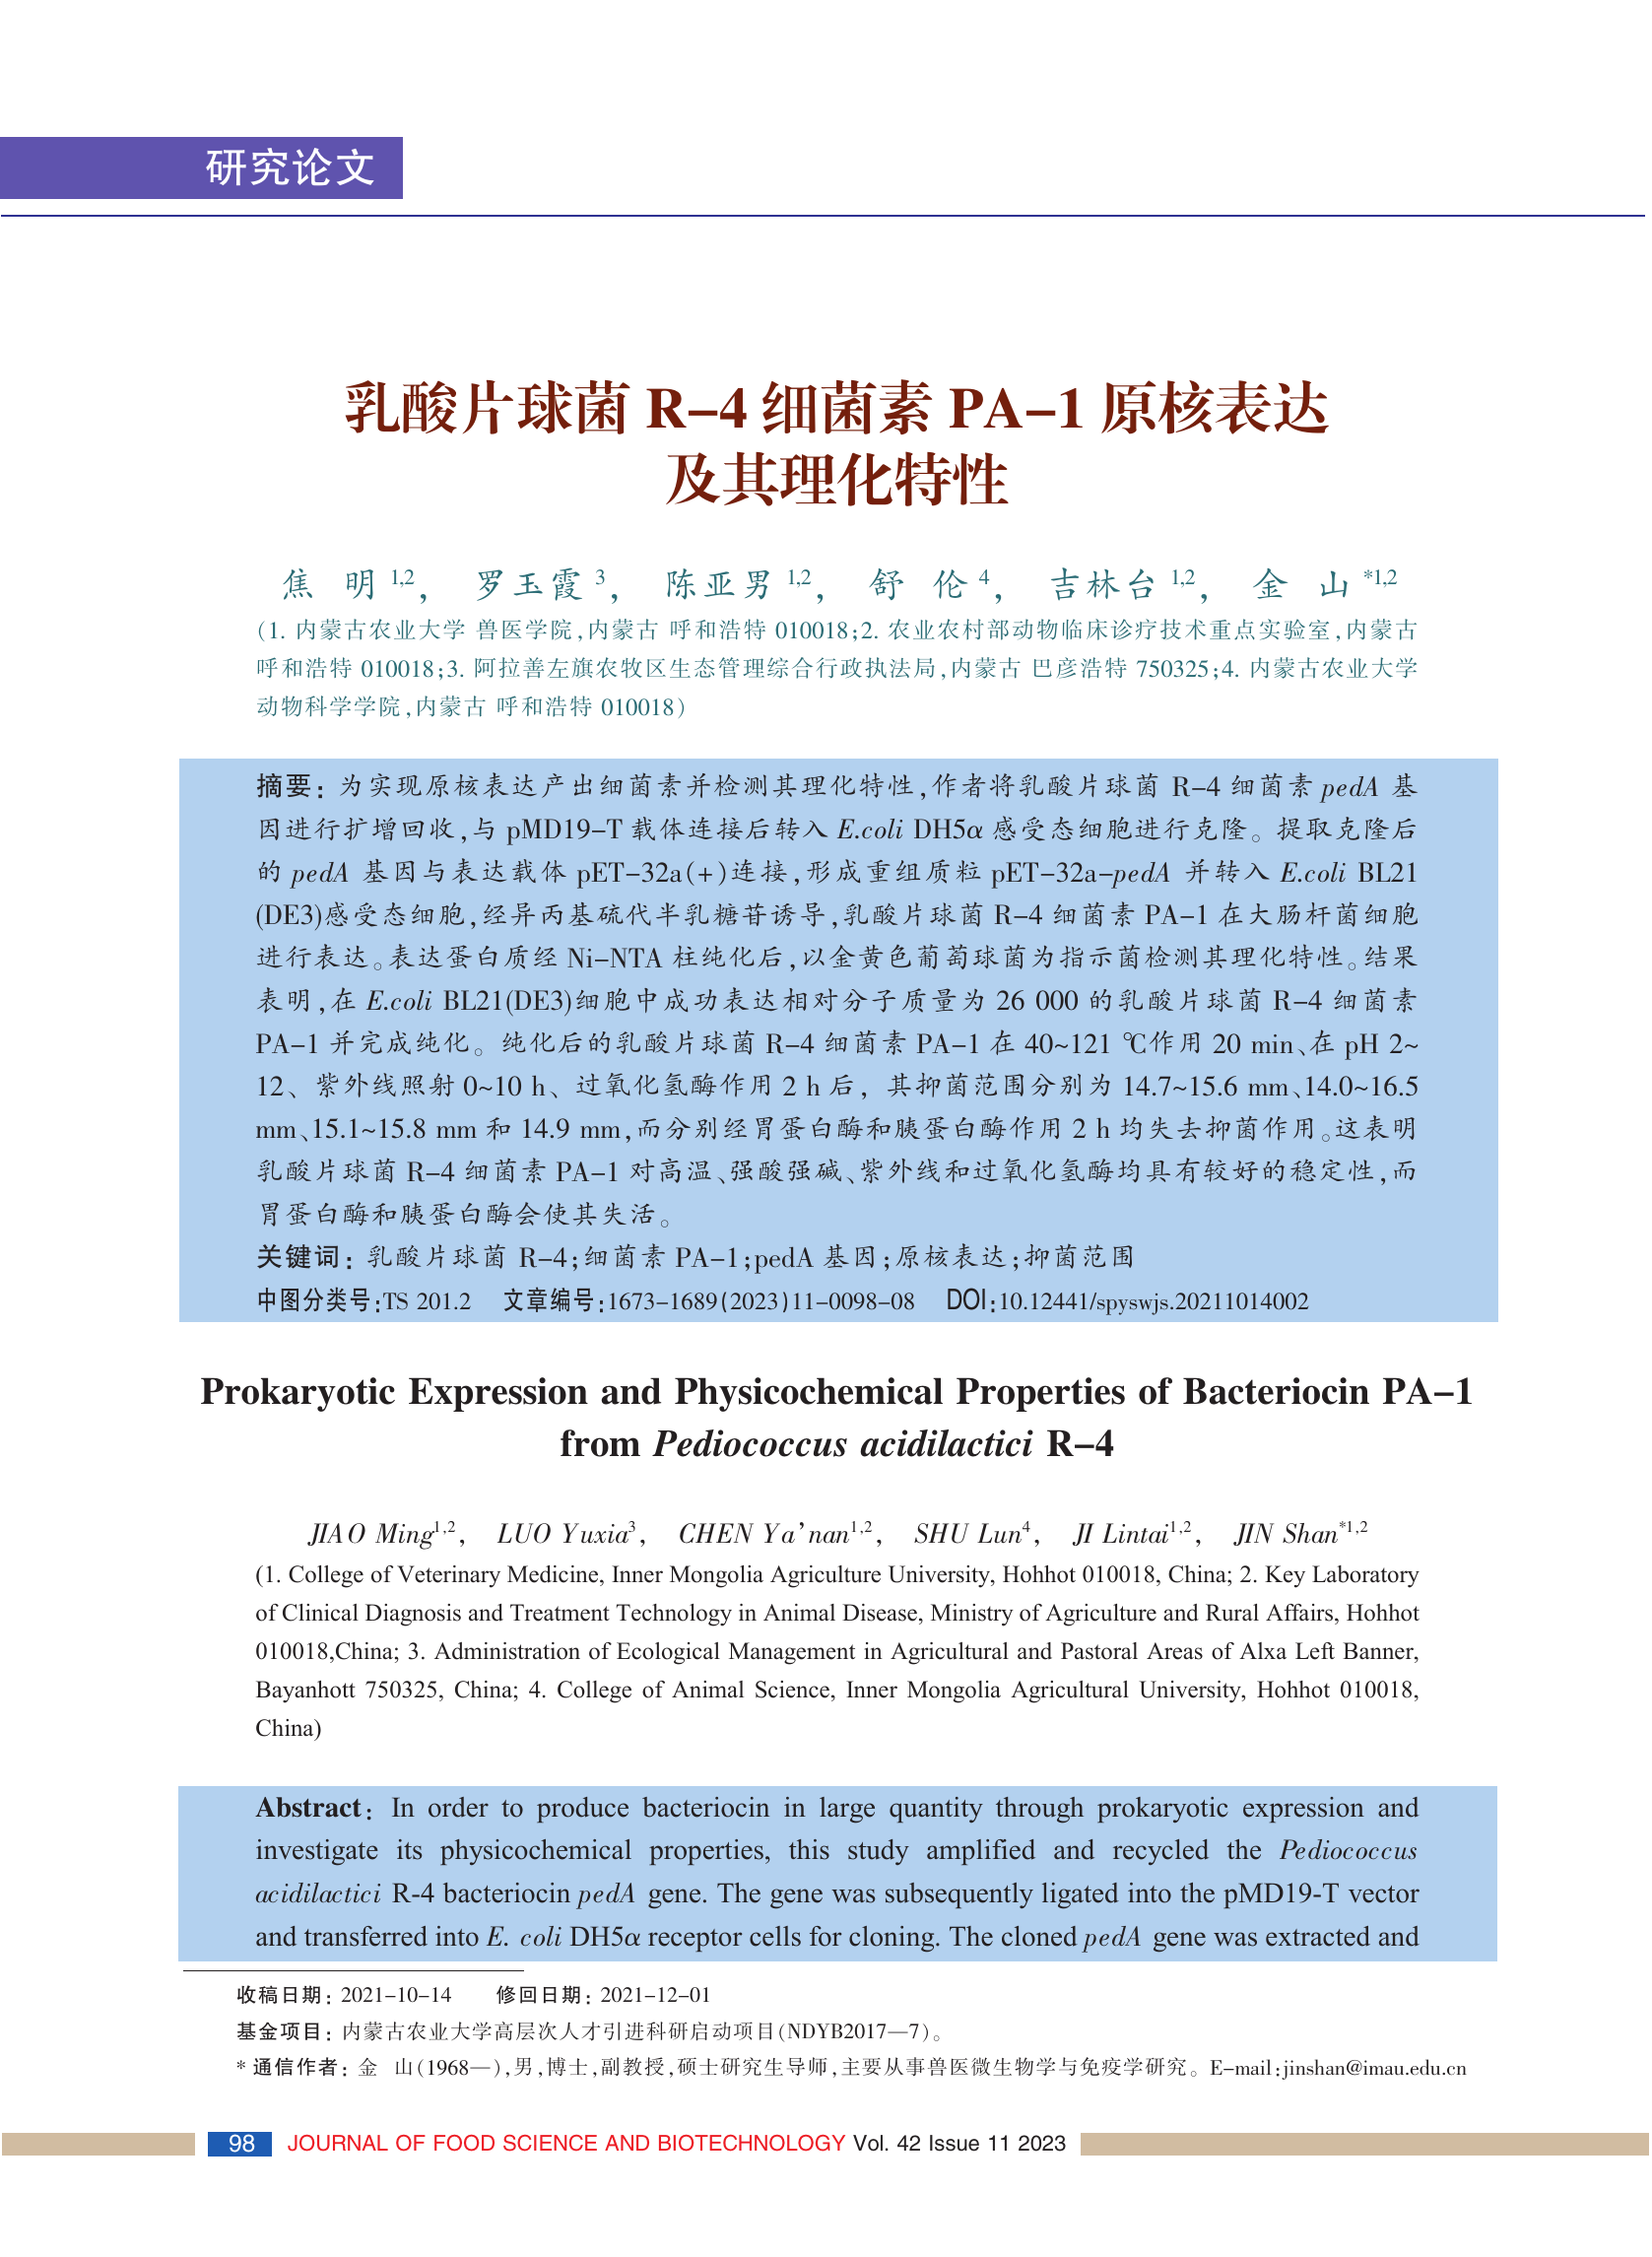 研究论文
乳酸片球菌 R-4 细菌素 PA-1 原核表达
及其理化特性
焦 明 1,2, 罗玉霞 3, 陈亚男 1,2, 舒 伦 4, 吉林台 1,2, 金 山 *1,2
(1. 内蒙古农业大学 兽医学院,内蒙古 呼和浩特 010018;2. 农业农村部动物临床诊疗技术重点实验室,内蒙古
呼和浩特 010018;3. 阿拉善左旗农牧区生态管理综合行政执法局,内蒙古 巴彦浩特 750325;4. 内蒙古农业大学
动物科学学院,内蒙古 呼和浩特 010018)
摘要: 为实现原核表达产出细菌素并检测其理化特性,作者将乳酸片球菌 R-4 细菌素 pedA 基
因进行扩增回收,与 pMD19-T 载体连接后转入 E.coli DH5α 感受态细胞进行克隆。提取克隆后
的 pedA 基因与表达载体 pET-32a(+)连接,形成重组质粒 pET-32a-pedA 并转入 E.coli BL21
(DE3)感受态细胞,经异丙基硫代半乳糖苷诱导,乳酸片球菌 R-4 细菌素 PA-1 在大肠杆菌细胞
进行表达。表达蛋白质经 Ni-NTA 柱纯化后,以金黄色葡萄球菌为指示菌检测其理化特性。结果
表明,在 E.coli BL21(DE3)细胞中成功表达相对分子质量为 26 000 的乳酸片球菌 R-4 细菌素
PA-1 并完成纯化。纯化后的乳酸片球菌 R-4 细菌素 PA-1 在 40~121 ℃作用 20 min、在 pH 2~
12、紫外线照射 0~10 h、过氧化氢酶作用 2 h 后, 其抑菌范围分别为 14.7~15.6 mm、14.0~16.5
mm、15.1~15.8 mm 和 14.9 mm,而分别经胃蛋白酶和胰蛋白酶作用 2 h 均失去抑菌作用。这表明
乳酸片球菌 R-4 细菌素 PA-1 对高温、强酸强碱、紫外线和过氧化氢酶均具有较好的稳定性,而
胃蛋白酶和胰蛋白酶会使其失活。
关键词: 乳酸片球菌 R-4;细菌素 PA-1;pedA 基因;原核表达;抑菌范围
中图分类号:TS 201.2 文章编号:1673-1689(2023)11-0098-08 DOI:10.12441/spyswjs.20211014002
Prokaryotic Expression and Physicochemical Properties of Bacteriocin PA-1
from Pediococcus acidilactici R-4
JIAO Ming1,2, LUO Yuxia3, CHEN Ya'nan1,2, SHU Lun4, JI Lintai1,2, JIN Shan*1,2
(1. College of Veterinary Medicine, Inner Mongolia Agriculture University, Hohhot 010018, China; 2. Key Laboratory
of Clinical Diagnosis and Treatment Technology in Animal Disease, Ministry of Agriculture and Rural Affairs, Hohhot
010018,China; 3. Administration of Ecological Management in Agricultural and Pastoral Areas of Alxa Left Banner,
Bayanhott 750325, China; 4. College of Animal Science, Inner Mongolia Agricultural University, Hohhot 010018,
China)
Abstract: In order to produce bacteriocin in large quantity through prokaryotic expression and
investigate its physicochemical properties, this study amplified and recycled the Pediococcus
acidilactici R-4 bacteriocin pedA gene. The gene was subsequently ligated into the pMD19-T vector
and transferred into E. coli DH5α receptor cells for cloning. The cloned pedA gene was extracted and
收稿日期: 2021-10-14 修回日期: 2021-12-01
基金项目: 内蒙古农业大学高层次人才引进科研启动项目(NDYB2017—7)。
* 通信作者: 金 山(1968—),男,博士,副教授,硕士研究生导师,主要从事兽医微生物学与免疫学研究。E-mail:jinshan@imau.edu.cn
98 JOURNAL OF FOOD SCIENCE AND BIOTECHNOLOGY Vol. 42 Issue 11 2023